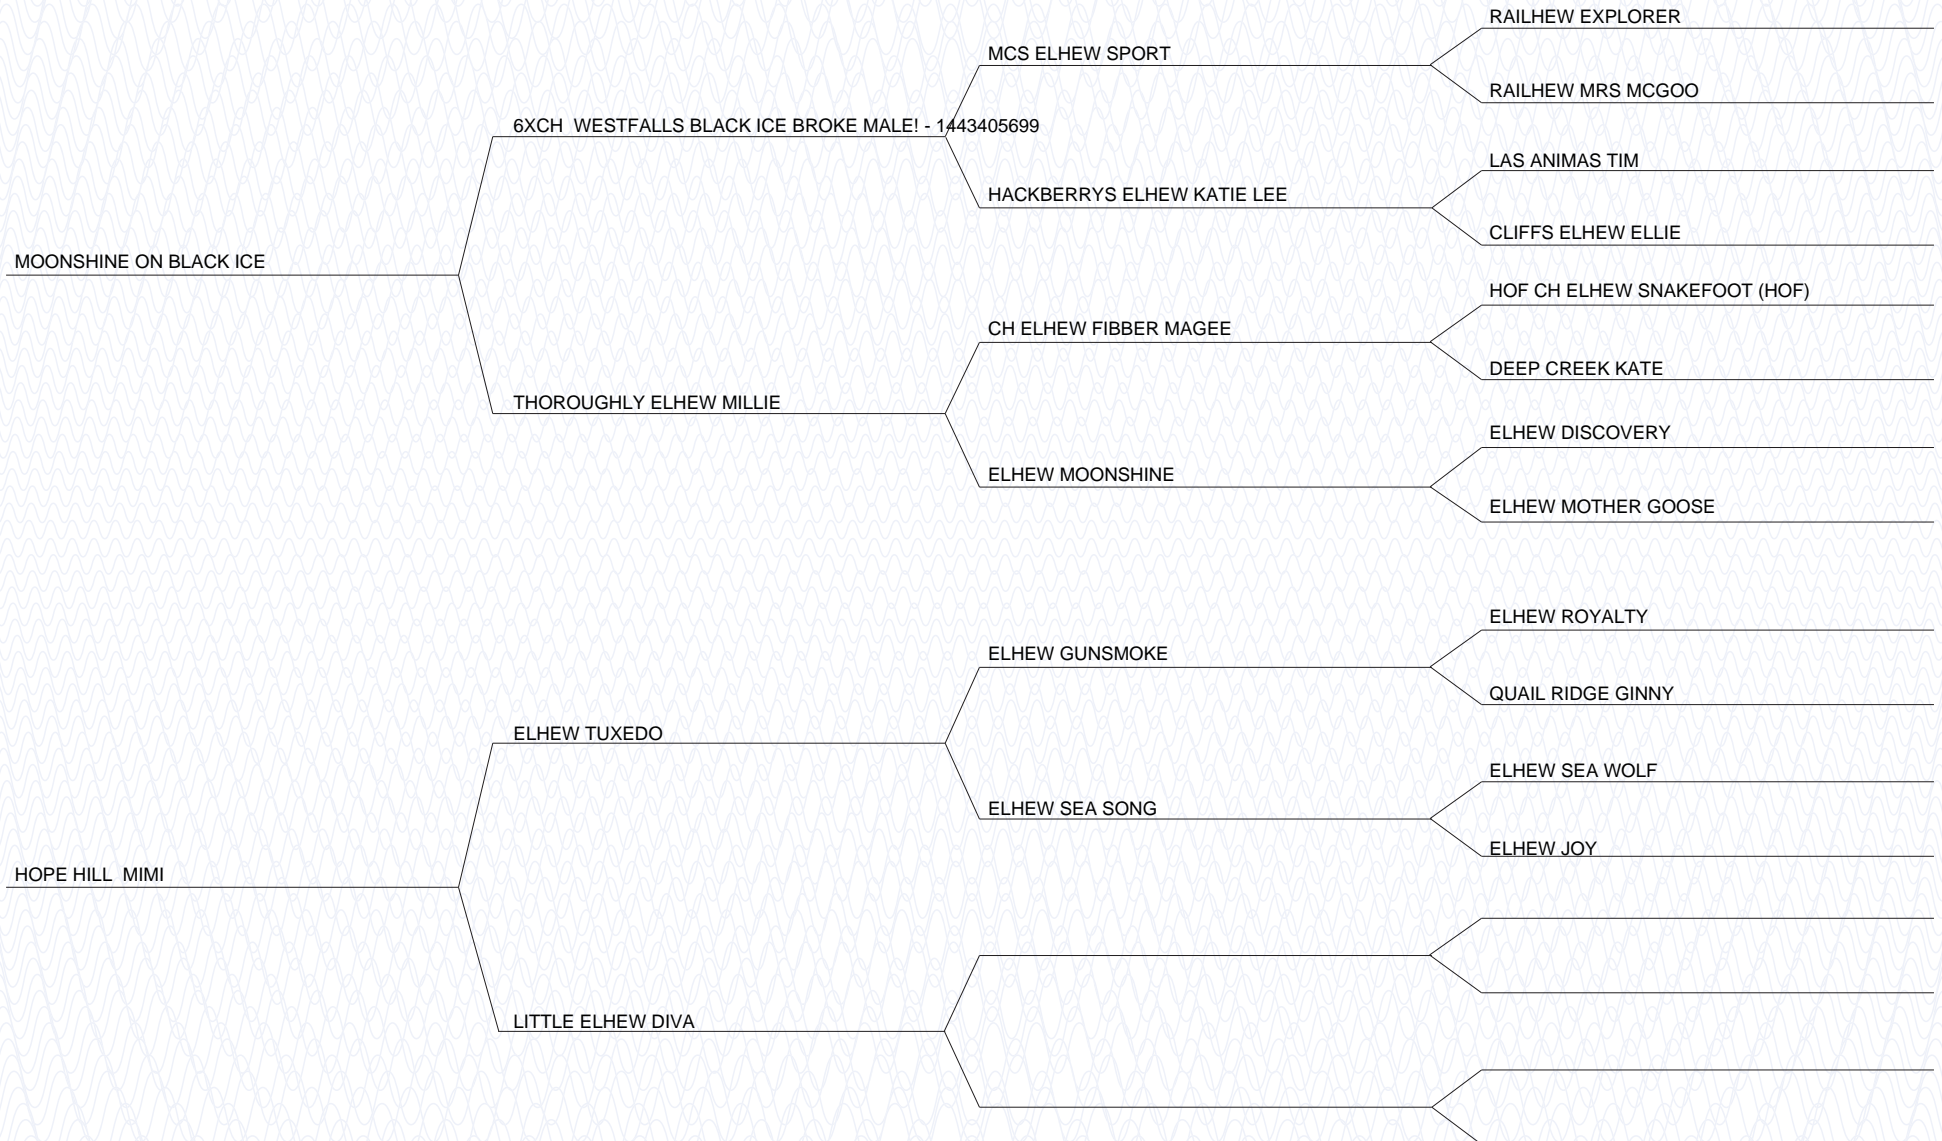 RAILHEW EXPLORER
MCS ELHEW SPORT
RAILHEW MRS MCGOO
6XCH  WESTFALLS BLACK ICE BROKE MALE! - 1443405699
LAS ANIMAS TIM
HACKBERRYS ELHEW KATIE LEE
CLIFFS ELHEW ELLIE
MOONSHINE ON BLACK ICE
HOF CH ELHEW SNAKEFOOT (HOF)
CH ELHEW FIBBER MAGEE
DEEP CREEK KATE
THOROUGHLY ELHEW MILLIE
ELHEW DISCOVERY
ELHEW MOONSHINE
ELHEW MOTHER GOOSE
ELHEW ROYALTY
ELHEW GUNSMOKE
QUAIL RIDGE GINNY
ELHEW TUXEDO
ELHEW SEA WOLF
ELHEW SEA SONG
ELHEW JOY
HOPE HILL  MIMI
LITTLE ELHEW DIVA